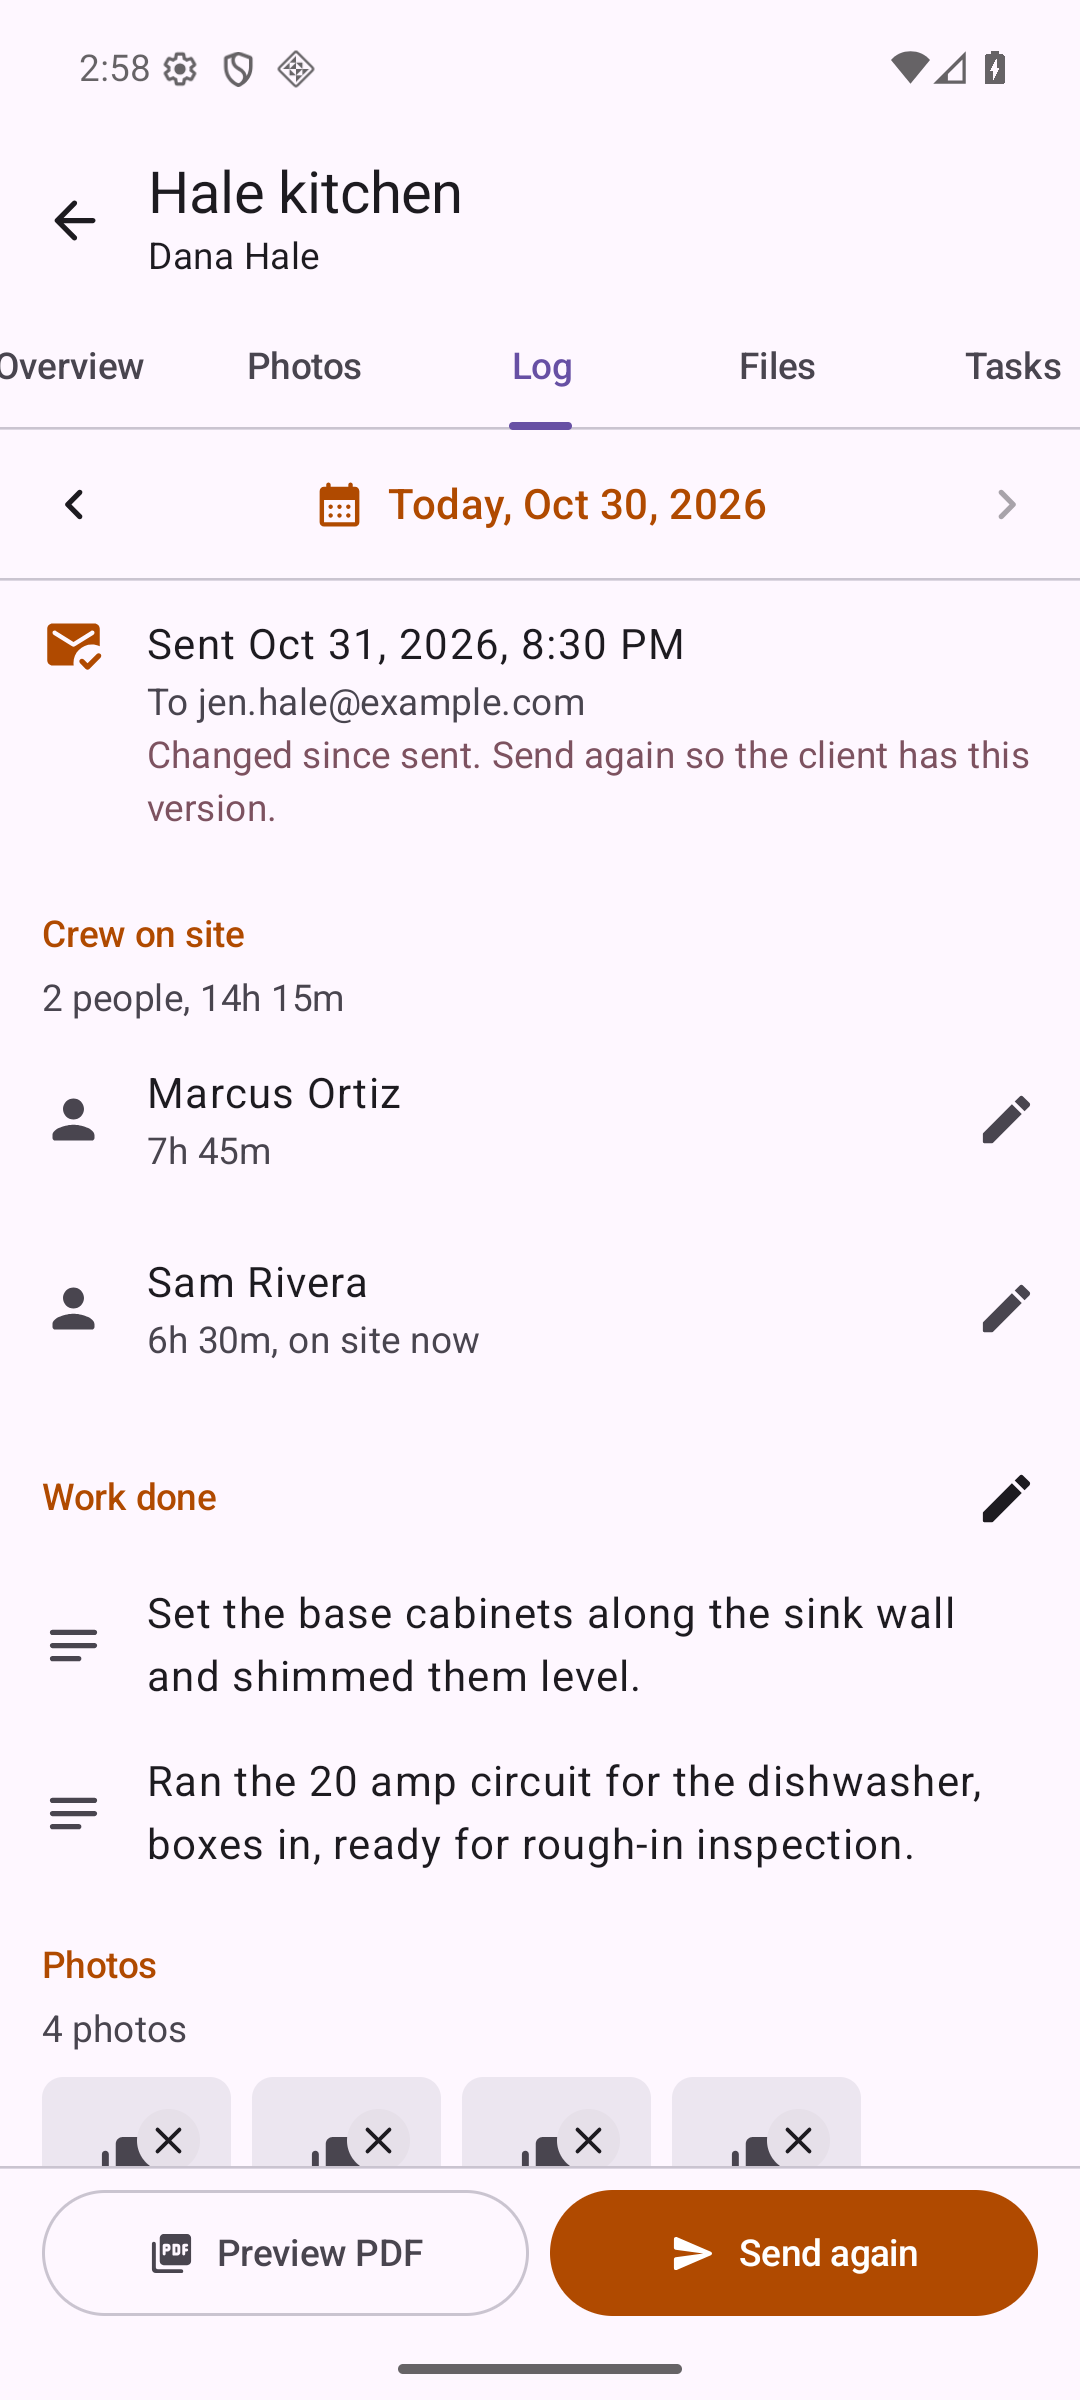 2:58
Hale kitchen
Dana Hale
Overview Photos Log Files Tasks
Today, Oct 30, 2026
Sent Oct 31, 2026, 8:30 PM
To jen.hale@example.com
Changed since sent. Send again so the client has this
version.
Crew on site
2 people, 14h 15m
Marcus Ortiz
7h 45m
Sam Rivera
6h 30m, on site now
Work done
Set the base cabinets along the sink wall
and shimmed them level.
Ran the 20 amp circuit for the dishwasher,
boxes in, ready for rough-in inspection.
Photos
4 photos
PDF Preview PDF
Send again